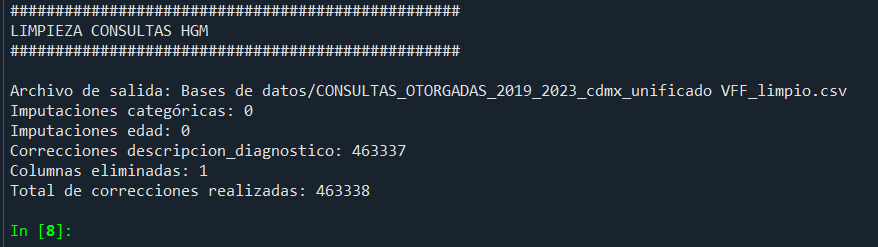 ##################################################
LIMPIEZA CONSULTAS HGM
##################################################
Archivo de salida: Bases de datos/CONSULTAS_OTORGADAS_2019_2023_cdmx_unificado VFF_limpio.csv
Imputaciones categóricas: 0
Imputaciones edad: 0
Correcciones descripcion_diagnostico: 463337
Columnas eliminadas: 1
Total de correcciones realizadas: 463338
In [8]: